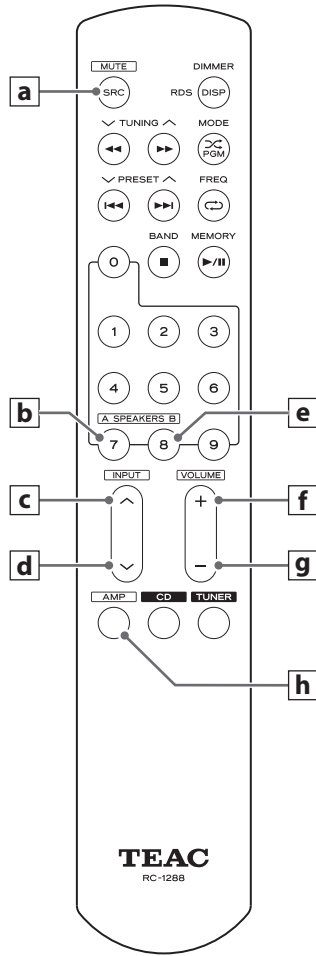 MUTE DIMMER
a SRC RDS DISP
TUNING MODE
PGM
PRESET FREQ
BAND MEMORY
0
1 2 3
4 5 6
b A SPEAKERS B e
7 8 9
INPUT VOLUME
c + f
d – g
AMP CD TUNER
h
TEAC
RC-1288